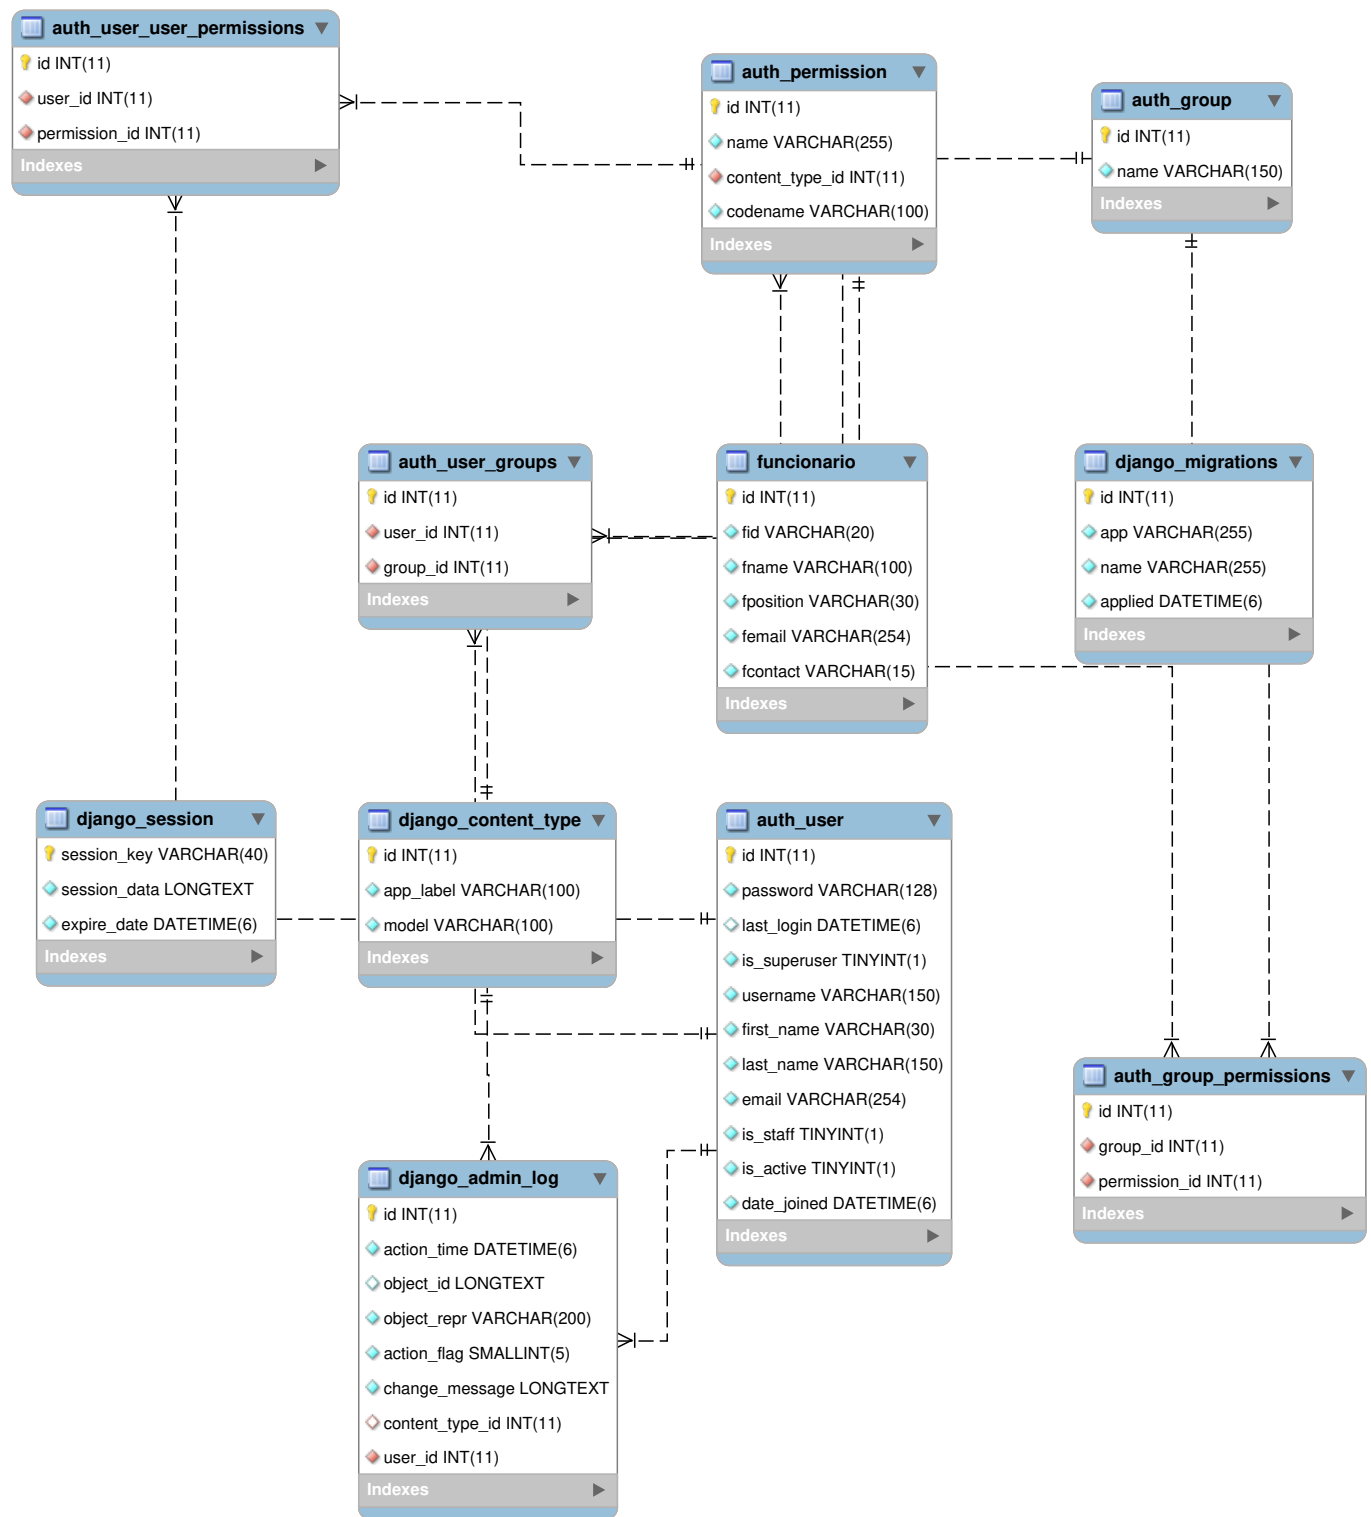 auth_user_user_permissions
id INT(11)
user_id INT(11)
permission_id INT(11)
Indexes
auth_permission
id INT(11)
name VARCHAR(255)
content_type_id INT(11)
codename VARCHAR(100)
Indexes
auth_group
id INT(11)
name VARCHAR(150)
Indexes
auth_user_groups
id INT(11)
user_id INT(11)
group_id INT(11)
Indexes
funcionario
id INT(11)
fid VARCHAR(20)
fname VARCHAR(100)
fposition VARCHAR(30)
femail VARCHAR(254)
fcontact VARCHAR(15)
Indexes
django_migrations
id INT(11)
app VARCHAR(255)
name VARCHAR(255)
applied DATETIME(6)
Indexes
django_session
session_key VARCHAR(40)
session_data LONGTEXT
expire_date DATETIME(6)
Indexes
django_content_type
id INT(11)
app_label VARCHAR(100)
model VARCHAR(100)
Indexes
auth_user
id INT(11)
password VARCHAR(128)
last_login DATETIME(6)
is_superuser TINYINT(1)
username VARCHAR(150)
first_name VARCHAR(30)
last_name VARCHAR(150)
email VARCHAR(254)
is_staff TINYINT(1)
is_active TINYINT(1)
date_joined DATETIME(6)
Indexes
auth_group_permissions
id INT(11)
group_id INT(11)
permission_id INT(11)
Indexes
django_admin_log
id INT(11)
action_time DATETIME(6)
object_id LONGTEXT
object_repr VARCHAR(200)
action_flag SMALLINT(5)
change_message LONGTEXT
content_type_id INT(11)
user_id INT(11)
Indexes